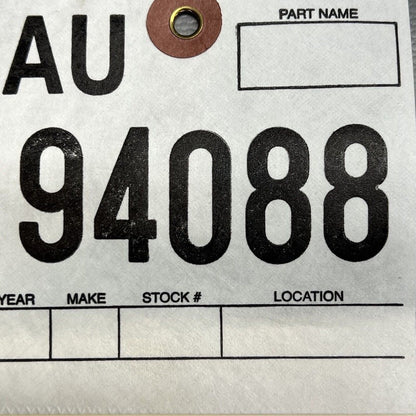 AU
PART NAME
94088
YEAR MAKE STOCK # LOCATION